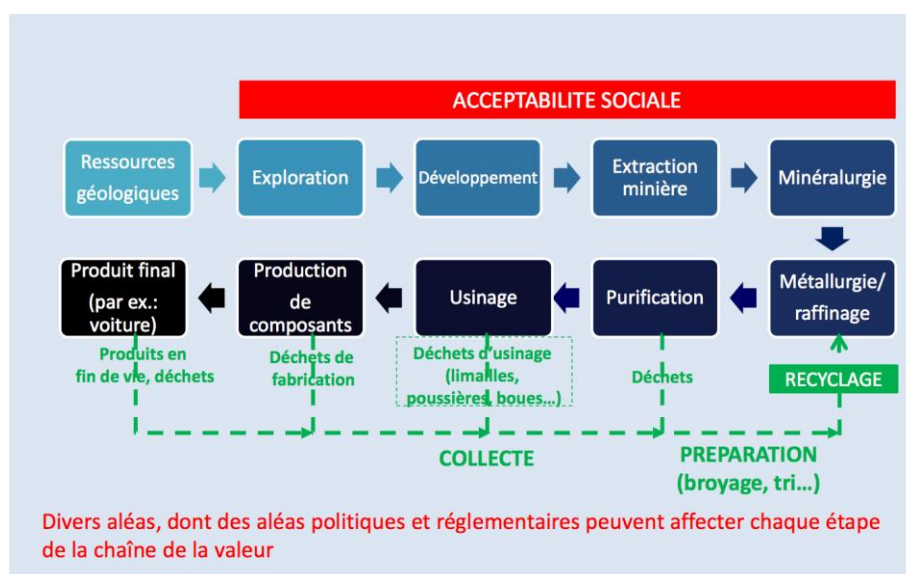 ACCEPTABILITE SOCIALE
Ressources
géologiques
Exploration
Développement
Extraction
minière
Minéralurgie
Produit final
(par ex.:
voiture)
Production
de
composants
Usinage
Purification
Métallurgie/
raffinage
Produits en
fin de vie, déchets
Déchets de
fabrication
Déchets d'usinage
(limailles,
poussières, boues...)
Déchets
RECYCLAGE
COLLECTE
PREPARATION
(broyage, tri...)
Divers aléas, dont des aléas politiques et réglementaires peuvent affecter chaque étape
de la chaîne de la valeur